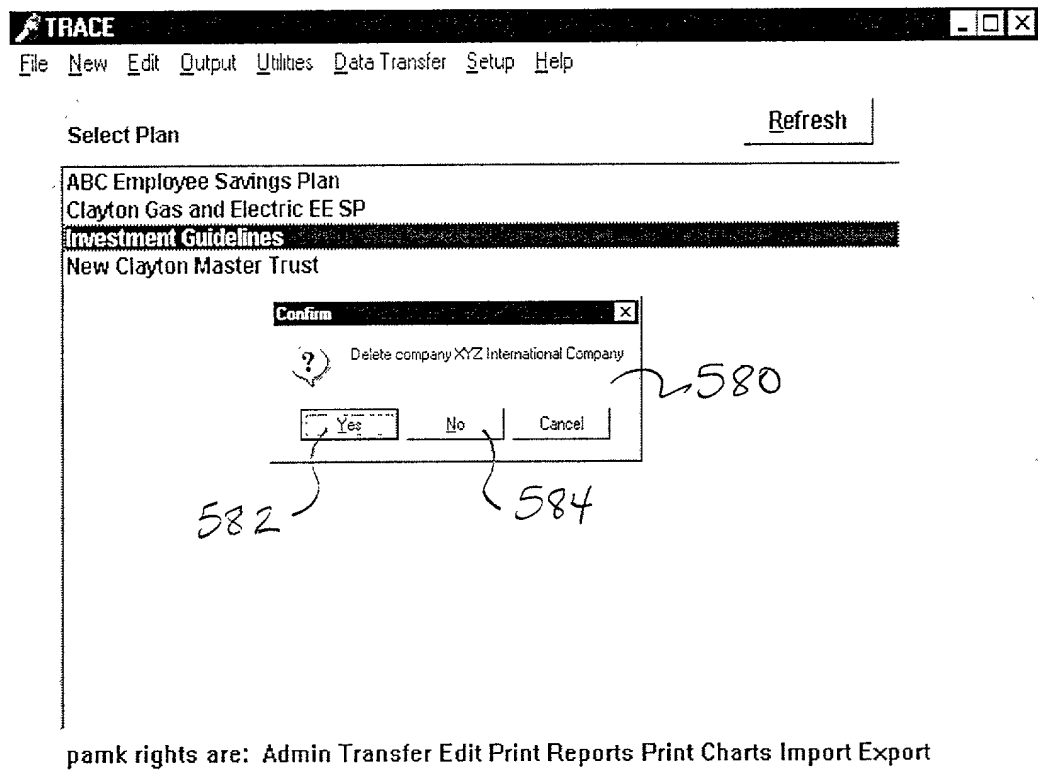 TRACE
File New Edit Output Utilities Data Transfer Setup Help
Select Plan
Refresh
ABC Employee Savings Plan
Clayton Gas and Electric EE SP
Investment Guidelines
New Clayton Master Trust
Confirm
Delete company XYZ International Company
?
580
Yes No Cancel
582
584
pamk rights are: Admin Transfer Edit Print Reports Print Charts Import Export